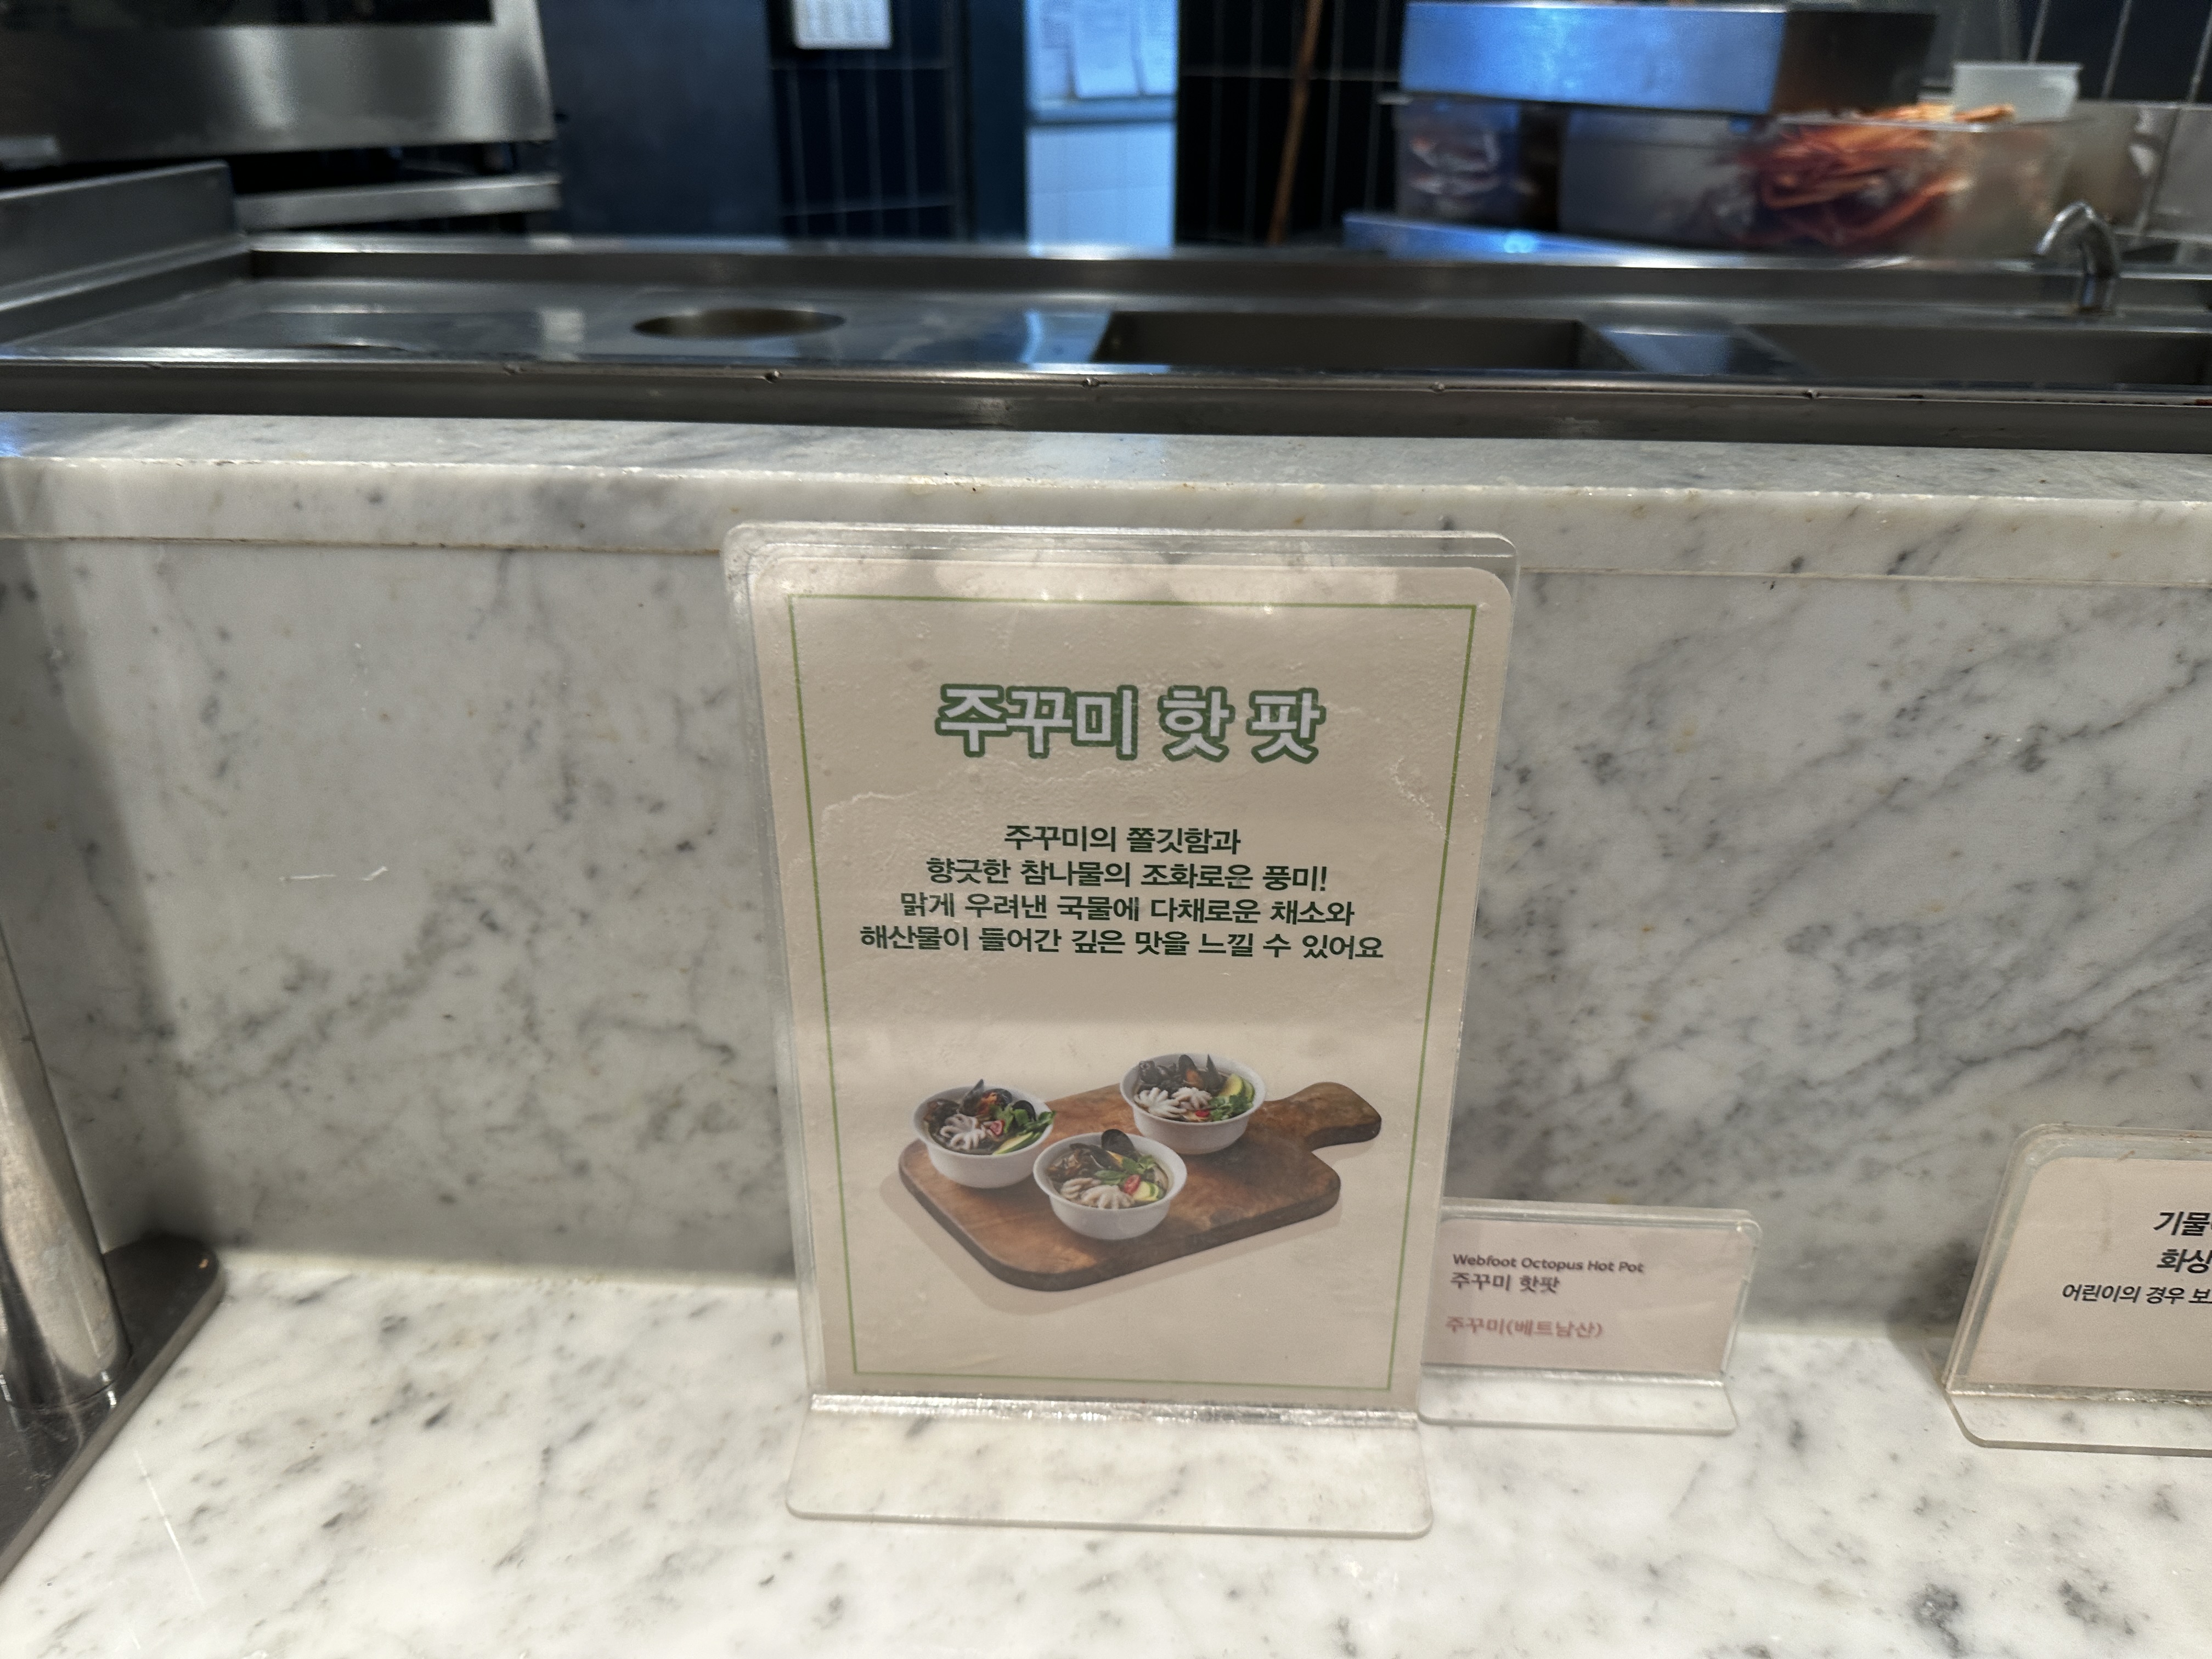 주꾸미 핫 팟
주꾸미의 쫄깃함과
향긋한 참나물의 조화로운 풍미!
맑게 우려낸 국물에 다채로운 채소와
해산물이 들어간 깊은 맛을 느낄 수 있어요
Webfoot Octopus Hot Pot
주꾸미 핫팟
주꾸미(베트남산)
기물
화상
어린이의 경우 보